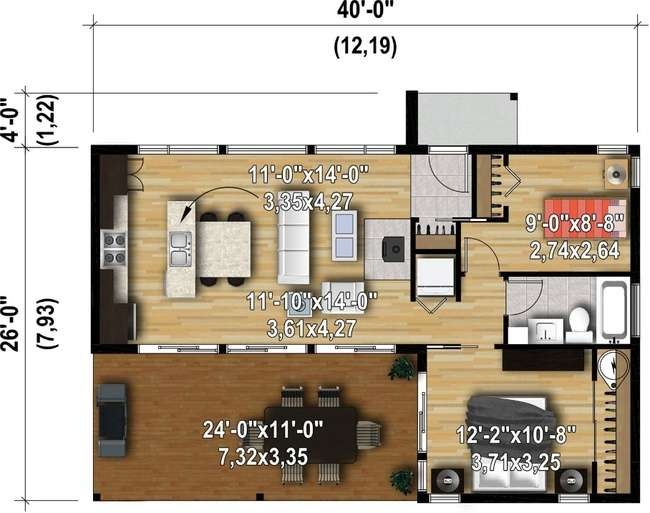 40'-0"
(12,19)
4'-0"
(1,22)
26'-0"
(7,93)
11'-0"x14'-0"
3,35x4,27
9'-0"x8'-8"
2,74x2,64
11'-10"x14'-0"
3,61x4,27
24'-0"x11'-0"
7,32x3,35
12'-2"x10'-8"
3,71x3,25